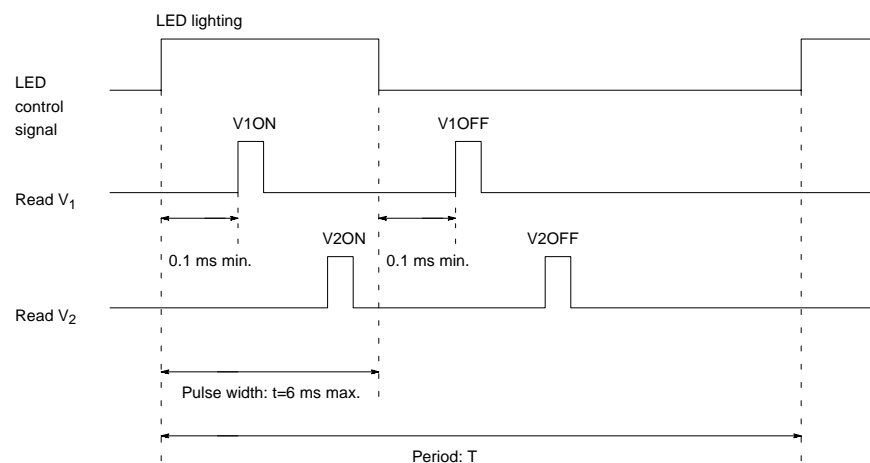 LED lighting
LED
control
signal
V1ON
V1OFF
Read V1
0.1 ms min.
V2ON
0.1 ms min.
V2OFF
Read V2
Pulse width: t=6 ms max.
Period: T